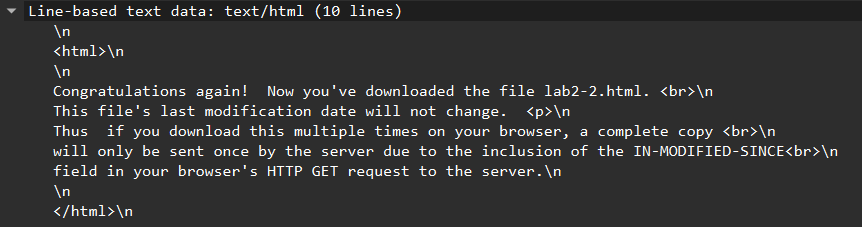 Line-based text data: text/html (10 lines)
\n
<html>\n
\n
Congratulations again!  Now you've downloaded the file lab2-2.html. <br>\n
This file's last modification date will not change.  <p>\n
Thus  if you download this multiple times on your browser, a complete copy <br>\n
will only be sent once by the server due to the inclusion of the IN-MODIFIED-SINCE<br>\n
field in your browser's HTTP GET request to the server.\n
\n
</html>\n